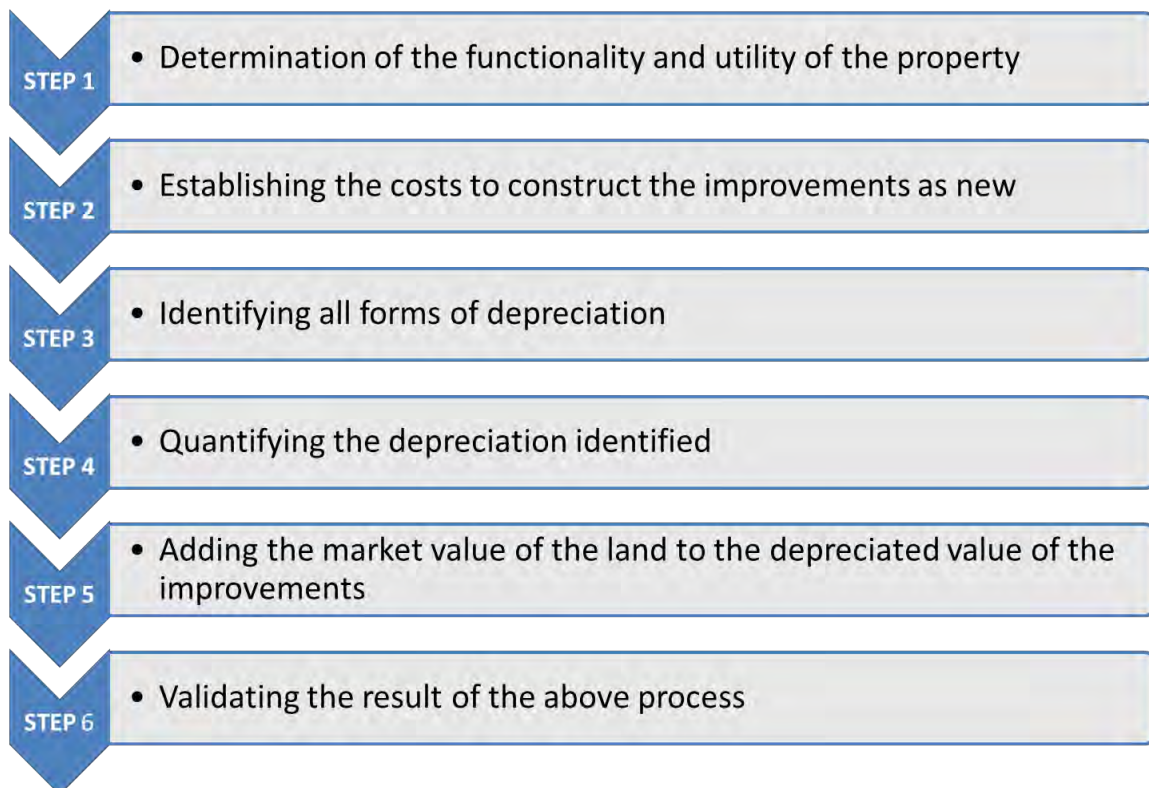 STEP 1
• Determination of the functionality and utility of the property
STEP 2
• Establishing the costs to construct the improvements as new
STEP 3
• Identifying all forms of depreciation
STEP 4
• Quantifying the depreciation identified
STEP 5
• Adding the market value of the land to the depreciated value of the
improvements
STEP 6
• Validating the result of the above process